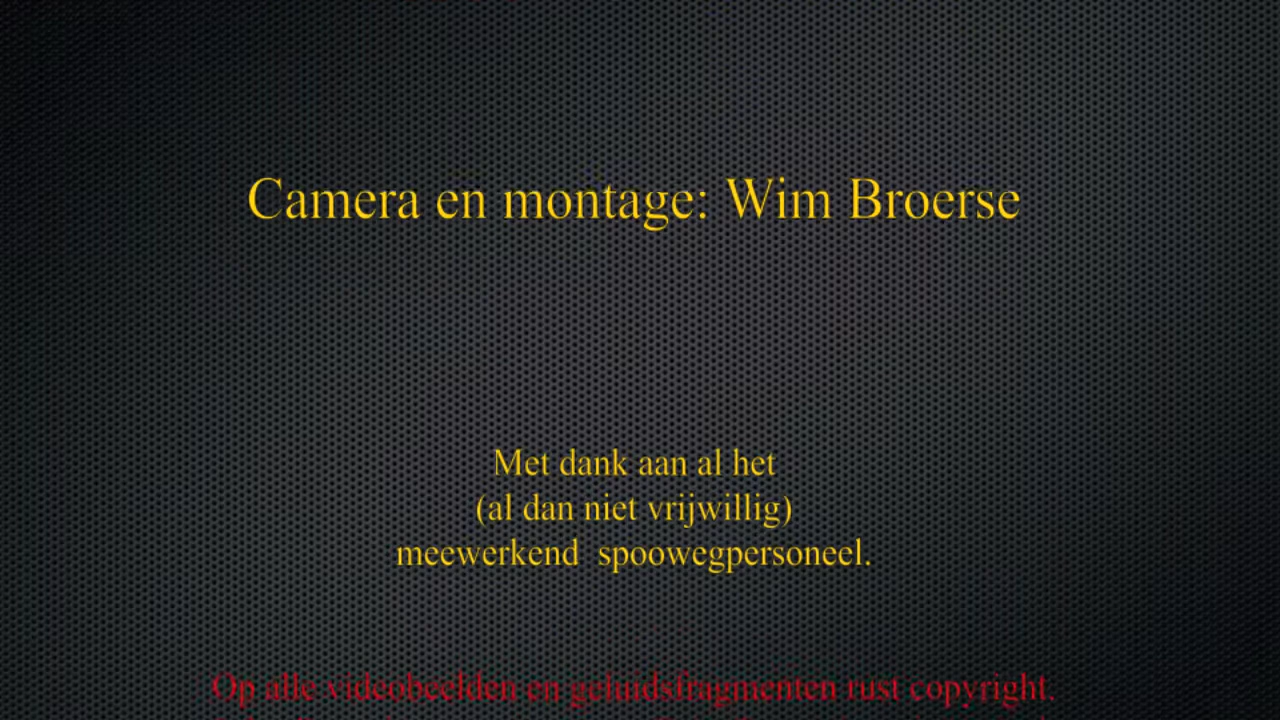 Camera en montage: Wim Broerse
Met dank aan al het
(al dan niet vrijwillig)
meewerkend spoowegpersoneel.
Op alle videobeelden en geluidsfragmenten rust copyright.